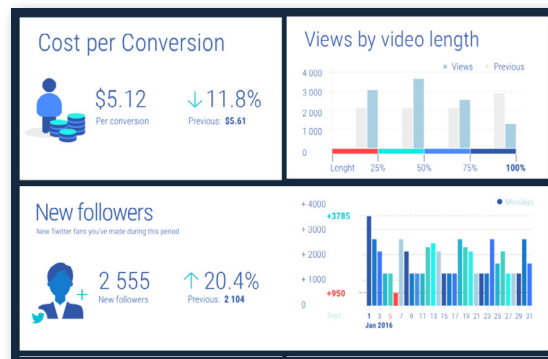 Cost per Conversion
$5.12
Per conversion
↓ 11.8%
Previous: $5.61
Views by video length
Views
Previous
4 000
3 000
2 000
1 000
0
Lenght 25% 50% 75% 100%
New followers
New Twitter fans you've made during this period
2 555
New followers
↑ 20.4%
Previous: 2 104
Mondays
+ 4000
+3785
+ 3000
+ 2000
+ 1000
+950
0
Days 1 3 5 7 9 11 13 15 17 19 21 23 25 27 29 31
Jan 2016